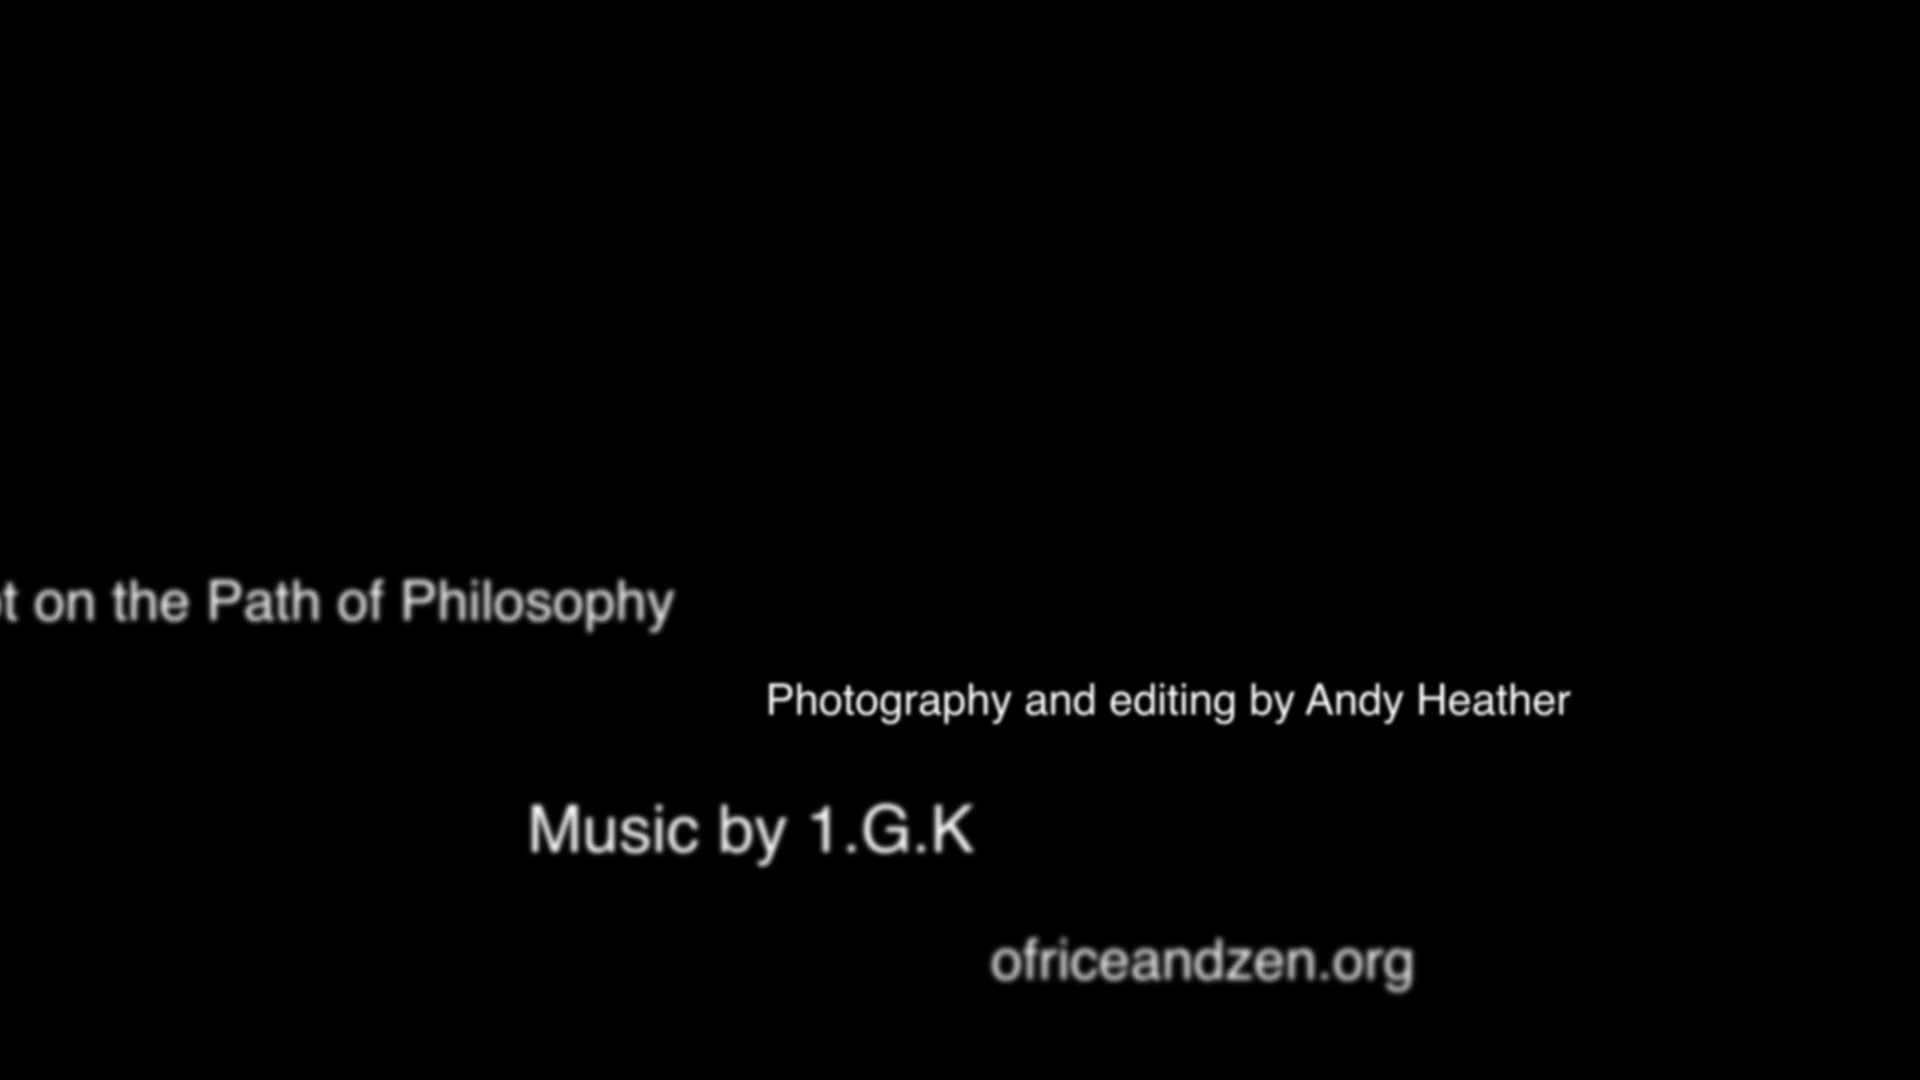 on the Path of Philosophy
Photography and editing by Andy Heather
Music by 1.G.K
ofriceandzen.org